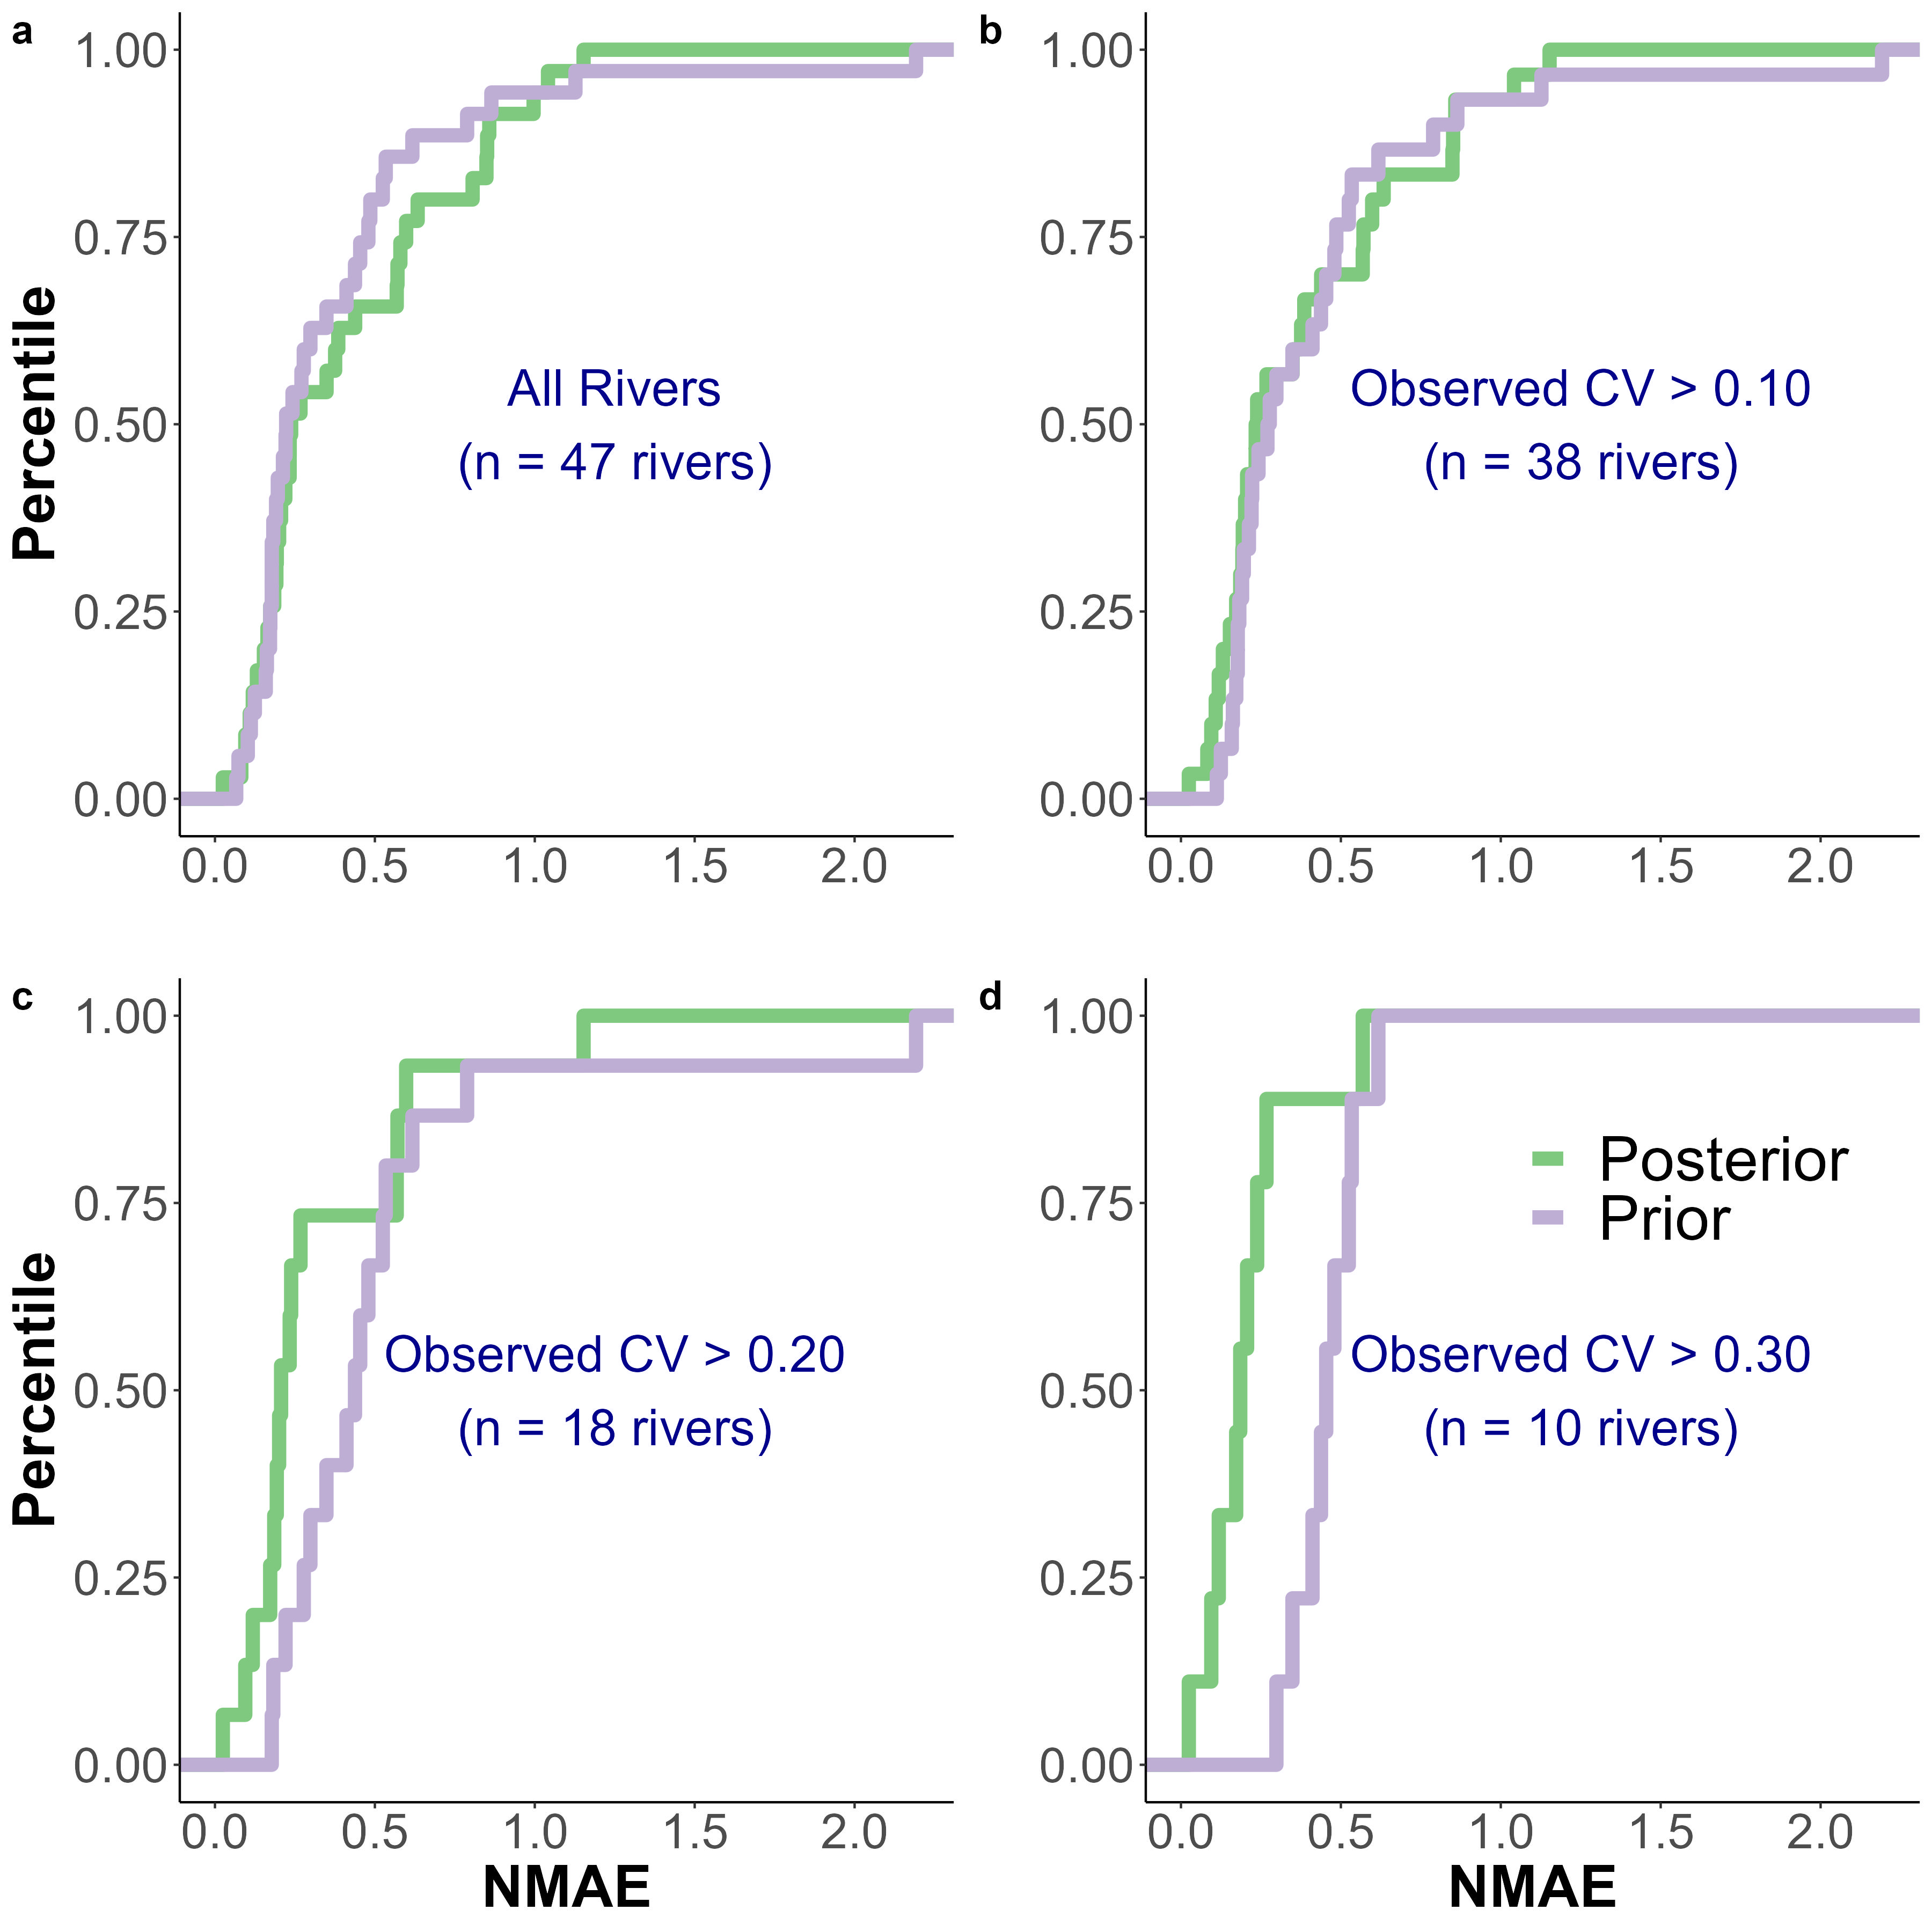 a
1.00
0.75
0.50
0.25
0.00
Percentile
All Rivers
(n = 47 rivers)
0.0 0.5 1.0 1.5 2.0
b
1.00
0.75
0.50
0.25
0.00
Observed CV > 0.10
(n = 38 rivers)
0.0 0.5 1.0 1.5 2.0
c
1.00
0.75
0.50
0.25
0.00
Percentile
Observed CV > 0.20
(n = 18 rivers)
0.0 0.5 1.0 1.5 2.0
NMAE
d
1.00
0.75
0.50
0.25
0.00
Posterior
Prior
Observed CV > 0.30
(n = 10 rivers)
0.0 0.5 1.0 1.5 2.0
NMAE